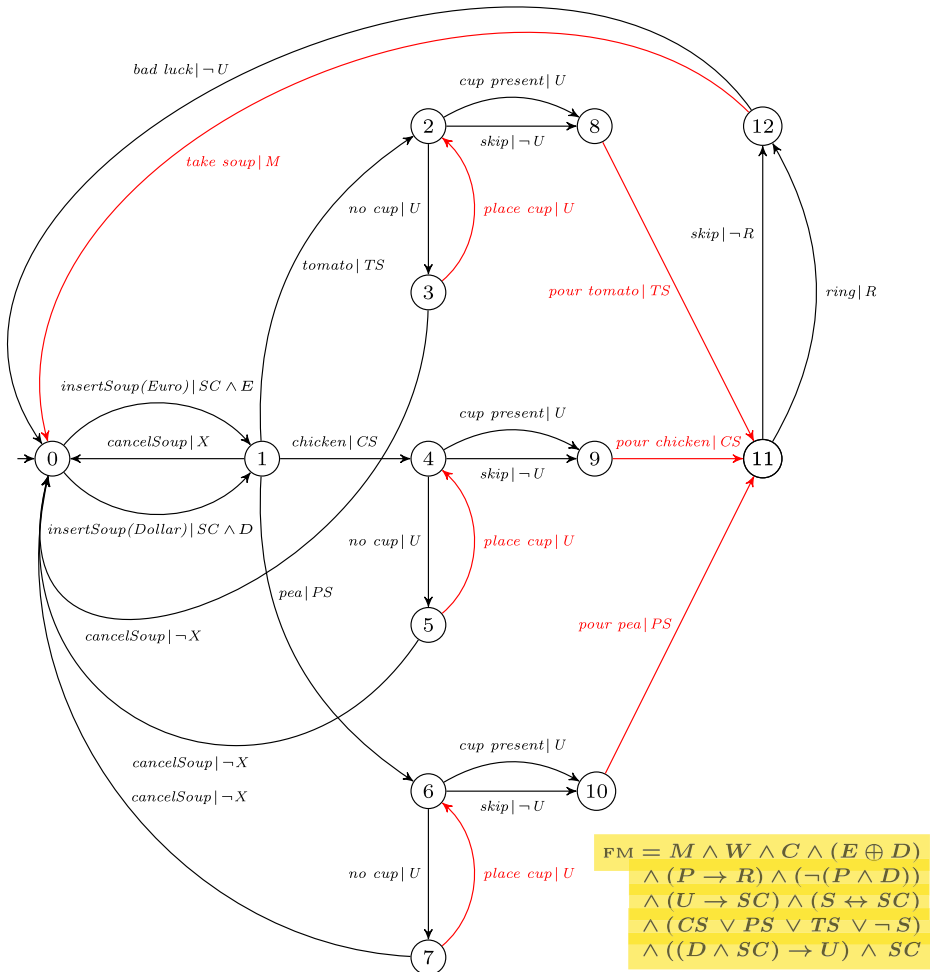 bad luck| ¬ U
cup present| U
2
8
12
skip| ¬ U
take soup| M
no cup| U
place cup| U
skip| ¬ R
tomato| TS
3
pour tomato| TS
ring| R
insertSoup(Euro)| SC ∧ E
cup present| U
cancelSoup| X
chicken| CS
pour chicken| CS
0
1
4
9
11
skip| ¬ U
insertSoup(Dollar)| SC ∧ D
no cup| U
place cup| U
pea| PS
5
pour pea| PS
cancelSoup| ¬ X
cup present| U
cancelSoup| ¬ X
cancelSoup| ¬ X
6
10
skip| ¬ U
FM = M ∧ W ∧ C ∧ (E ⊕ D)
no cup| U
place cup| U
∧ (P → R) ∧ (¬(P ∧ D))
∧ (U → SC) ∧ (S ↔ SC)
∧ (CS ∨ PS ∨ TS ∨ ¬ S)
∧ ((D ∧ SC) → U) ∧ SC
7